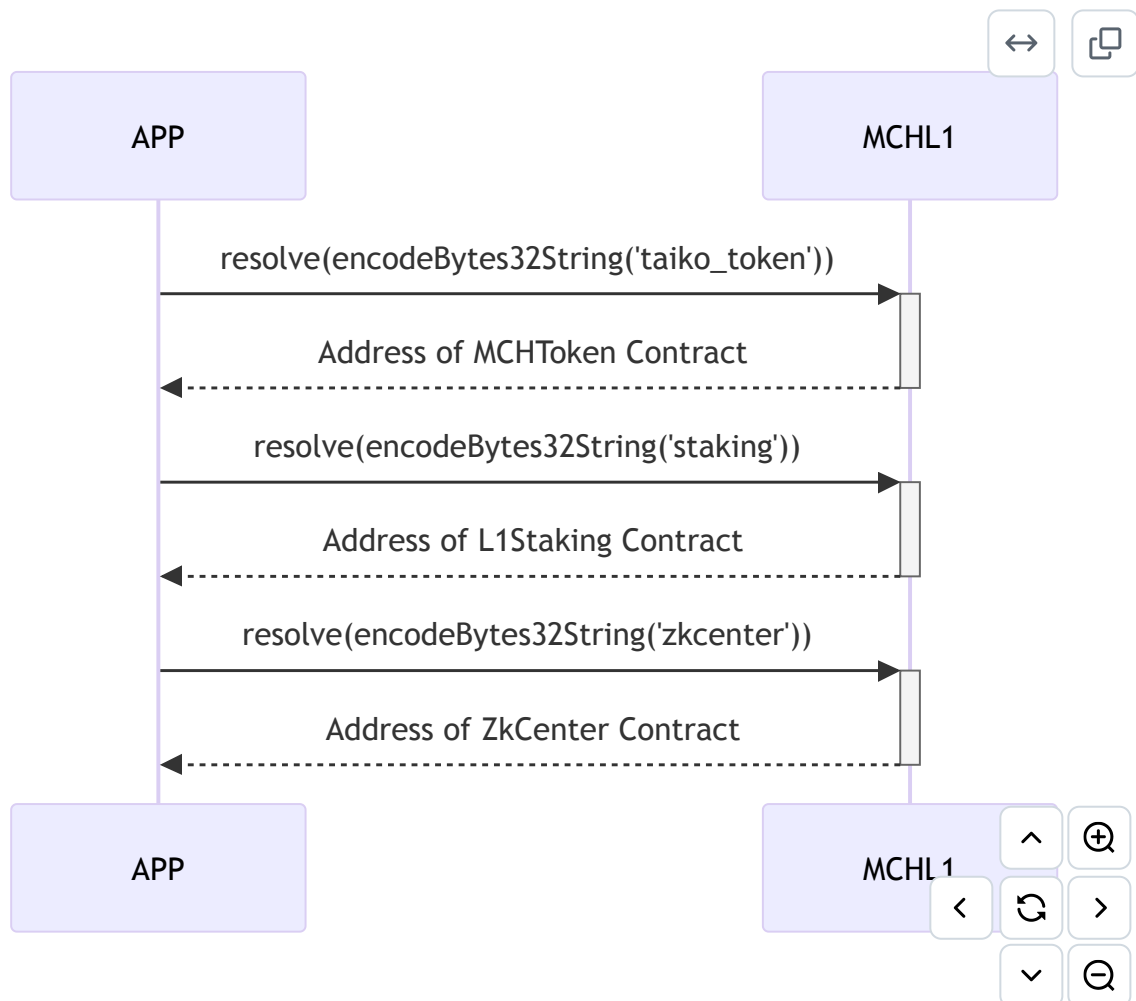 APP
MCHL1
resolve(encodeBytes32String('taiko_token'))
Address of MCHToken Contract
resolve(encodeBytes32String('staking'))
Address of L1Staking Contract
resolve(encodeBytes32String('zkcenter'))
Address of ZkCenter Contract
APP
MCHL1